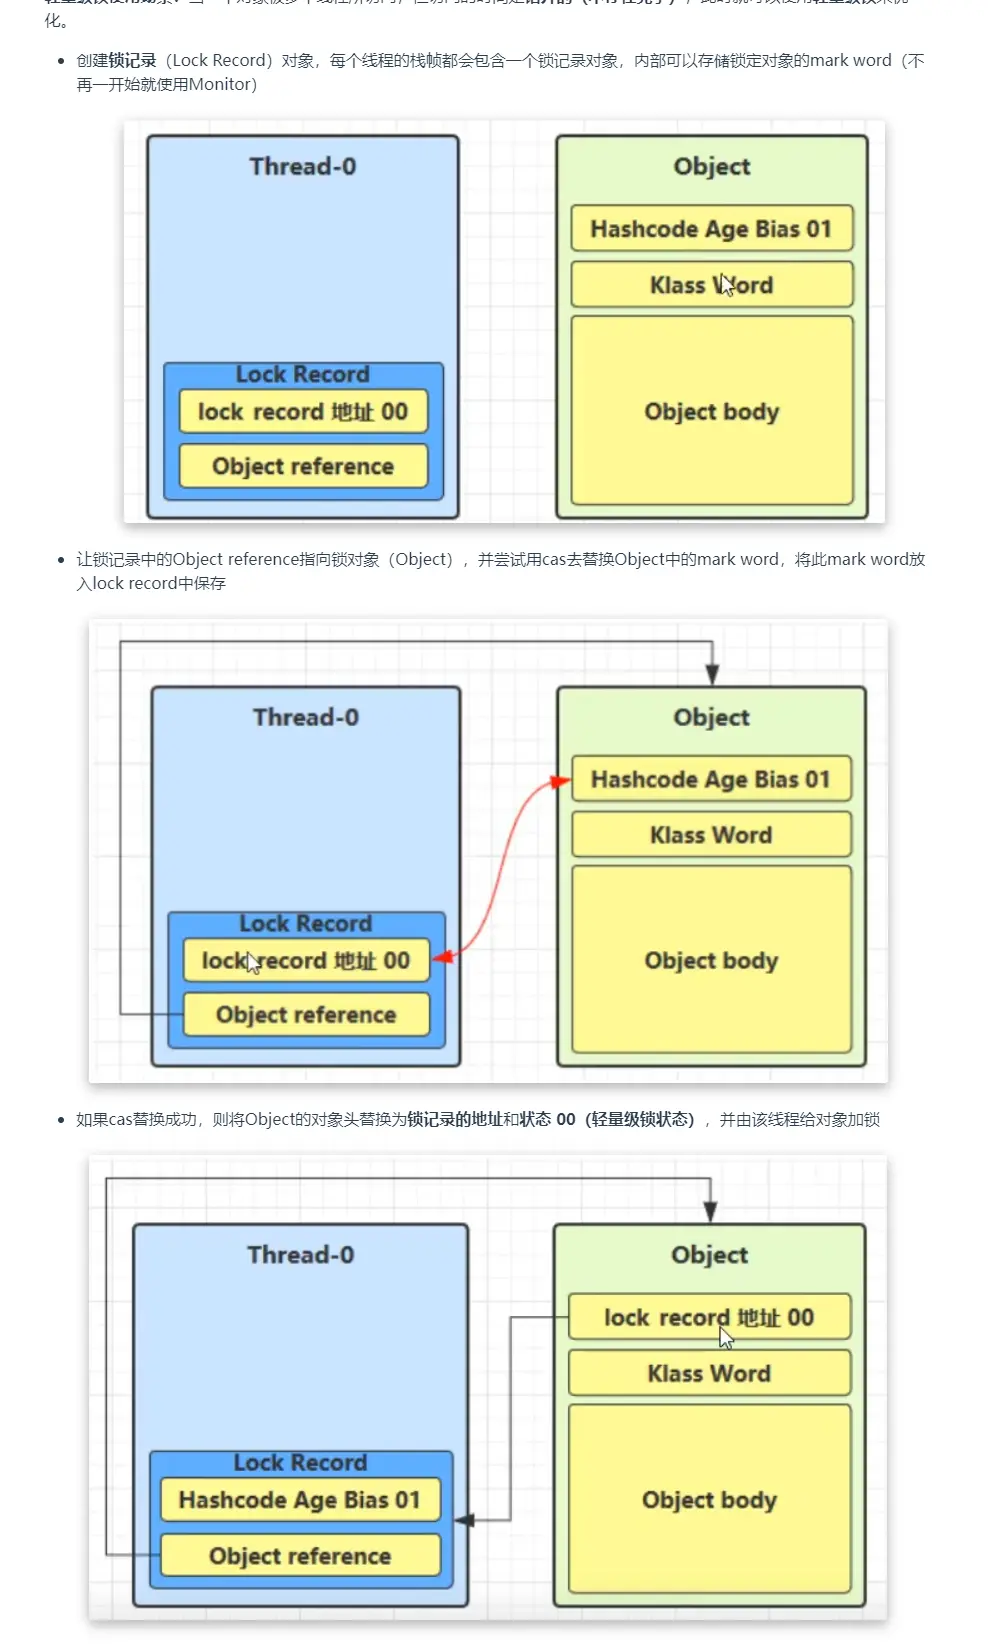 化。
创建锁记录（Lock Record）对象，每个线程的栈帧都会包含一个锁记录对象，内部可以存储锁定对象的mark word（不
再一开始就使用Monitor）
Thread-0
Lock Record
lock record 地址 00
Object reference
Object
Hashcode Age Bias 01
Klass Word
Object body
让锁记录中的Object reference指向锁对象（Object），并尝试用cas去替换Object中的mark word，将此mark word放
入lock record中保存
Thread-0
Lock Record
lock record 地址 00
Object reference
Object
Hashcode Age Bias 01
Klass Word
Object body
如果cas替换成功，则将Object的对象头替换为锁记录的地址和状态 00（轻量级锁状态），并由该线程给对象加锁
Thread-0
Lock Record
Hashcode Age Bias 01
Object reference
Object
lock record 地址 00
Klass Word
Object body